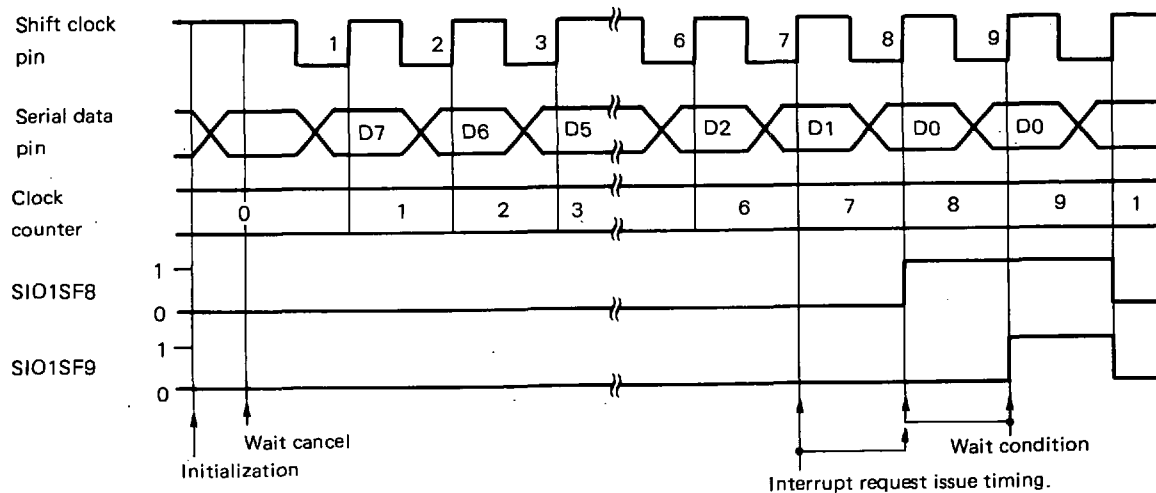 Shift clock pin
1 2 3 6 7 8 9
Serial data pin
D7 D6 D5 D2 D1 D0 D0
Clock counter
0 1 2 3 6 7 8 9 1
SIO1SF8
1
0
SIO1SF9
1
0
Wait cancel
Initialization
Wait condition
Interrupt request issue timing.